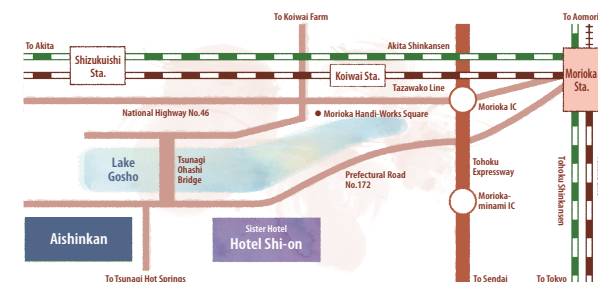 To Koiwai Farm
To Aomori
To Akita
Akita Shinkansen
Shizukuishi
Sta.
Koiwai Sta.
Morioka
Sta.
Tazawako Line
Morioka IC
National Highway No.46
Morioka Handi-Works Square
Lake
Gosho
Tsunagi
Ohashi
Bridge
Prefectural Road
No.172
Tohoku
Expressway
Tohoku Shinkansen
Morioka-
minami IC
Aishinkan
Sister Hotel
Hotel Shi-on
To Tsunagi Hot Springs
To Sendai
To Tokyo